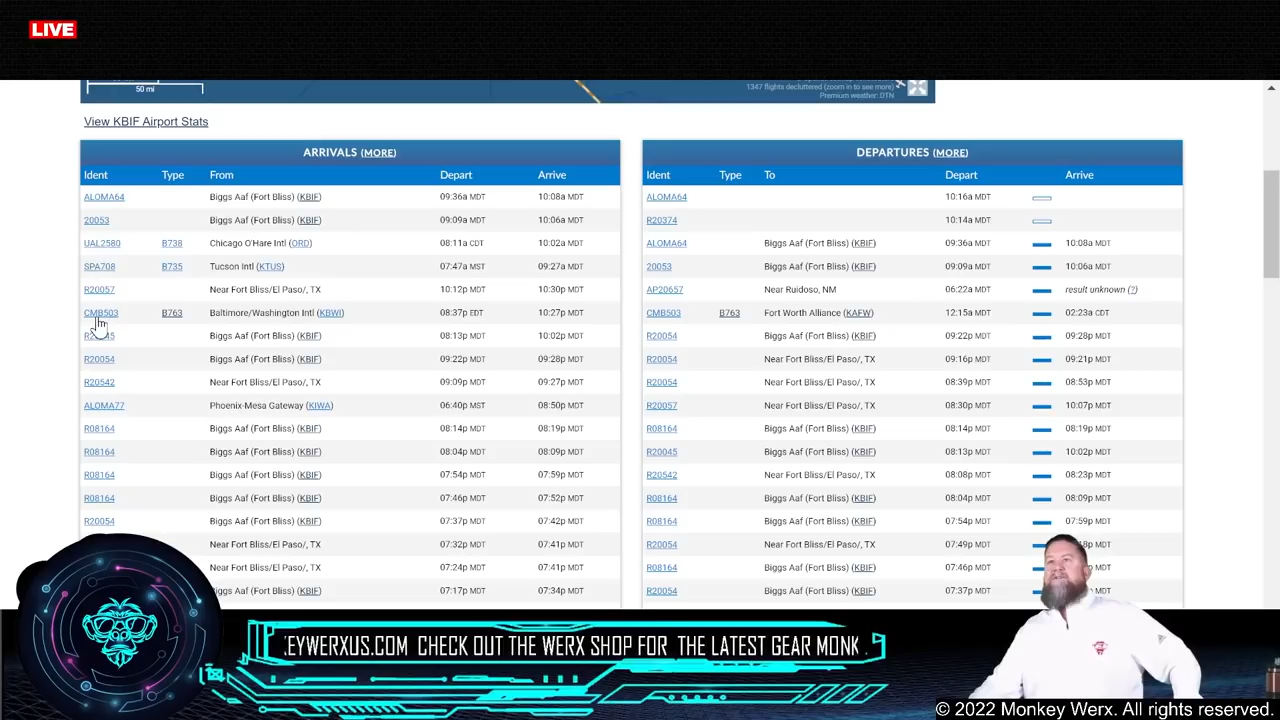 LIVE
50 mi
1347 flights decluttered (zoom in to see more)
Premium weather: DTN
View KBIF Airport Stats
ARRIVALS (MORE)
Ident Type From Depart Arrive
ALOMA64 Biggs Aaf (Fort Bliss) (KBIF) 09:36a MDT 10:08a MDT
20053 Biggs Aaf (Fort Bliss) (KBIF) 09:09a MDT 10:06a MDT
UAL2580 B738 Chicago O'Hare Intl (ORD) 08:11a CDT 10:02a MDT
SPA708 B735 Tucson Intl (KTUS) 07:47a MST 09:27a MDT
R20057 Near Fort Bliss/El Paso/, TX 10:12p MDT 10:30p MDT
CMB503 B763 Baltimore/Washington Intl (KBWI) 08:37p EDT 10:27p MDT
Biggs Aaf (Fort Bliss) (KBIF) 08:13p MDT 10:02p MDT
R20054 Biggs Aaf (Fort Bliss) (KBIF) 09:22p MDT 09:28p MDT
R20542 Near Fort Bliss/El Paso/, TX 09:09p MDT 09:27p MDT
ALOMA77 Phoenix-Mesa Gateway (KIWA) 06:40p MST 08:50p MDT
R08164 Biggs Aaf (Fort Bliss) (KBIF) 08:14p MDT 08:19p MDT
R08164 Biggs Aaf (Fort Bliss) (KBIF) 08:04p MDT 08:09p MDT
R08164 Biggs Aaf (Fort Bliss) (KBIF) 07:54p MDT 07:59p MDT
R08164 Biggs Aaf (Fort Bliss) (KBIF) 07:46p MDT 07:52p MDT
R20054 Biggs Aaf (Fort Bliss) (KBIF) 07:37p MDT 07:42p MDT
Near Fort Bliss/El Paso/, TX 07:32p MDT 07:41p MDT
Near Fort Bliss/El Paso/, TX 07:24p MDT 07:41p MDT
Biggs Aaf (Fort Bliss) (KBIF) 07:17p MDT 07:34p MDT
DEPARTURES (MORE)
Ident Type To Depart Arrive
ALOMA64 10:16a MDT
R20374 10:14a MDT
ALOMA64 Biggs Aaf (Fort Bliss) (KBIF) 09:36a MDT 10:08a MDT
20053 Biggs Aaf (Fort Bliss) (KBIF) 09:09a MDT 10:06a MDT
AP20657 Near Ruidoso, NM 06:22a MDT result unknown (?)
CMB503 B763 Fort Worth Alliance (KAFW) 12:15a MDT 02:23a CDT
R20054 Biggs Aaf (Fort Bliss) (KBIF) 09:22p MDT 09:28p MDT
R20054 Near Fort Bliss/El Paso/, TX 09:16p MDT 09:21p MDT
R20054 Near Fort Bliss/El Paso/, TX 08:39p MDT 08:53p MDT
R20057 Near Fort Bliss/El Paso/, TX 08:30p MDT 10:07p MDT
R08164 Biggs Aaf (Fort Bliss) (KBIF) 08:14p MDT 08:19p MDT
R20045 Biggs Aaf (Fort Bliss) (KBIF) 08:13p MDT 10:02p MDT
R20542 Near Fort Bliss/El Paso/, TX 08:08p MDT 08:23p MDT
R08164 Biggs Aaf (Fort Bliss) (KBIF) 08:04p MDT 08:09p MDT
R08164 Biggs Aaf (Fort Bliss) (KBIF) 07:54p MDT 07:59p MDT
R20054 Near Fort Bliss/El Paso/, TX 07:49p MDT MDT
R08164 Biggs Aaf (Fort Bliss) (KBIF) 07:46p MDT
R20054 Biggs Aaf (Fort Bliss) (KBIF) 07:37p MDT
EYWERXUS.COM CHECK OUT THE WERX SHOP FOR THE LATEST GEAR MONK
© 2022 Monkey Werx. All rights reserved.